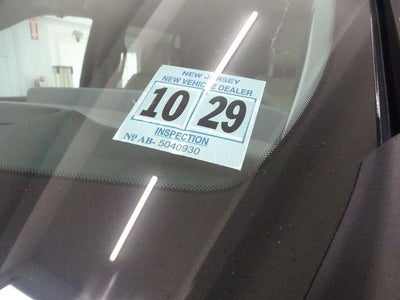 NEW JERSEY
NEW VEHICLE DEALER
10 29
INSPECTION
Nº AB- 5040930